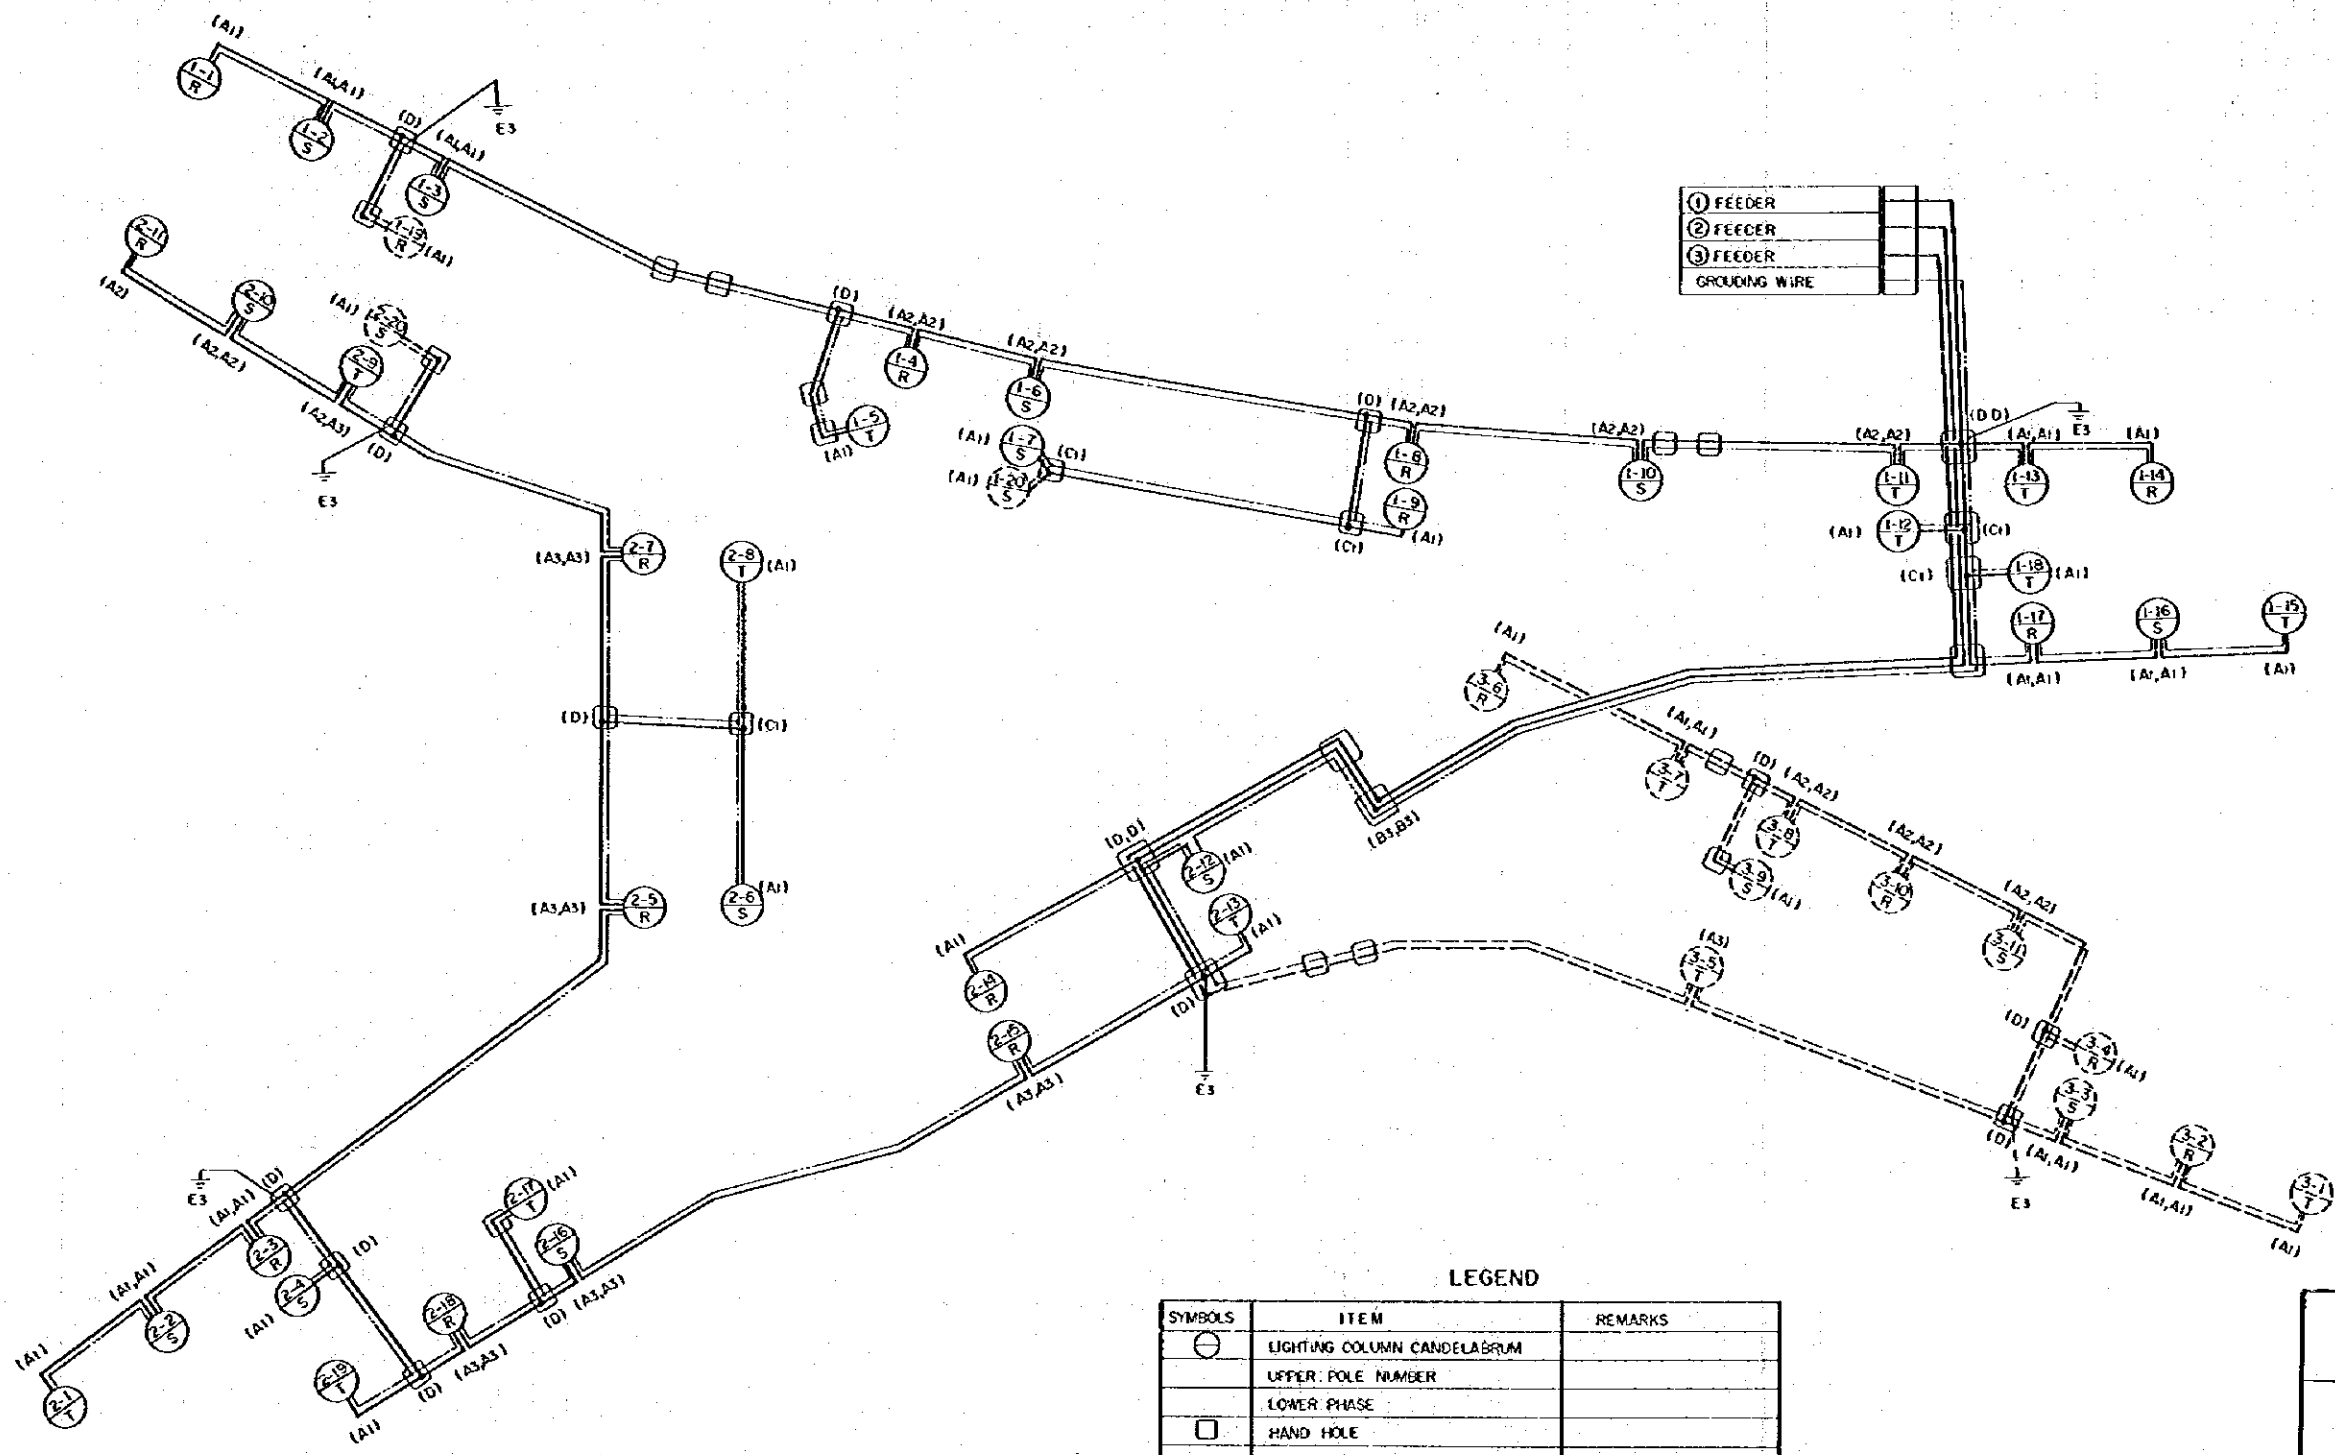 (A1)
1-1
R
(A1,A1)
1-2
S
(D)
E3
(A1,A1)
1-3
S
1-19
R
(A1)
2-11
R
(A2)
2-10
S
(A2,A2)
(A1)
2-20
S
2-9
T
(A2,A3)
(D)
E3
(D)
(A2,A2)
1-4
R
1-5
T
(A1)
(A2,A2)
1-6
S
(A1)
1-7
S
(C1)
(A1)
1-20
S
(D)
(A2,A2)
1-8
R
1-9
R
(A1)
(C1)
(A2,A2)
1-10
S
① FEEDER
② FEEDER
③ FEEDER
GROUDING WIRE
(A2,A2)
1-11
T
(D D)
E3
(A1,A1)
1-13
T
(A1)
1-14
R
(A1)
1-12
T
(C1)
(C1)
1-18
T
(A1)
1-17
R
(A1,A1)
1-16
S
(A1,A1)
1-15
T
(A1)
(A3,A3)
2-7
R
2-8
T
(A1)
(D)
(C1)
(A3,A3)
2-5
R
2-6
S
(A1)
(A1)
3-6
R
(A1,A1)
3-7
T
(D)
(A2,A2)
3-8
T
3-9
S
(A1)
(A2,A2)
3-10
R
(A2,A2)
3-11
S
(B3,B3)
(D,D)
2-12
S
(A1)
2-13
T
(A1)
(A1)
2-14
R
(D)
E3
2-15
R
(A3,A3)
(A3)
3-5
T
(D)
3-4
R
(A1)
3-3
S
(D)
(A1,A1)
E3
3-2
R
(A1,A1)
3-1
T
(A1)
E3
(D)
(A1,A1)
2-3
R
(D)
2-4
S
(A1)
(A1,A1)
2-2
S
(A1)
2-1
T
2-17
T
(A1)
2-16
S
(D)
(A3,A3)
2-18
R
(A3,A3)
(D)
2-19
T
(A1)
LEGEND
SYMBOLS ITEM REMARKS
LIGHTING COLUMN CANDELABRUM
UPPER: POLE NUMBER
LOWER: PHASE
HAND HOLE